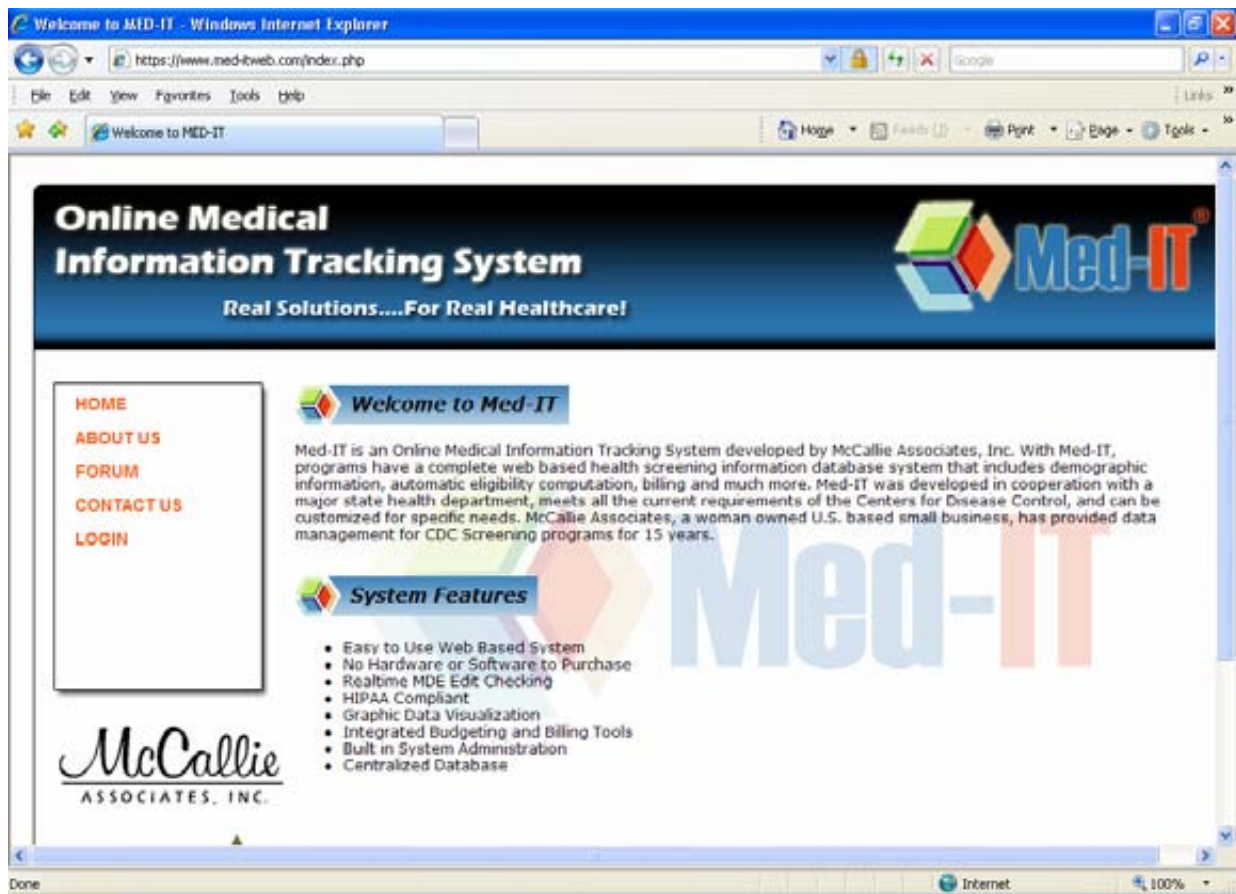 Welcome to MED-IT - Windows Internet Explorer
https://www.med-itweb.com/index.php
Google
File Edit View Favorites Tools Help
Links
Welcome to MED-IT
Home Feeds (J) Print Page Tools
Online Medical
Information Tracking System
Real Solutions....For Real Healthcare!
Med-IT®
HOME
ABOUT US
FORUM
CONTACT US
LOGIN
Welcome to Med-IT
Med-IT is an Online Medical Information Tracking System developed by McCallie Associates, Inc. With Med-IT,
programs have a complete web based health screening information database system that includes demographic
information, automatic eligibility computation, billing and much more. Med-IT was developed in cooperation with a
major state health department, meets all the current requirements of the Centers for Disease Control, and can be
customized for specific needs. McCallie Associates, a woman owned U.S. based small business, has provided data
management for CDC Screening programs for 15 years.
Med-IT
System Features
• Easy to Use Web Based System
• No Hardware or Software to Purchase
• Realtime MDE Edit Checking
• HIPAA Compliant
• Graphic Data Visualization
• Integrated Budgeting and Billing Tools
• Built in System Administration
• Centralized Database
McCallie
ASSOCIATES, INC.
Done
Internet
100%